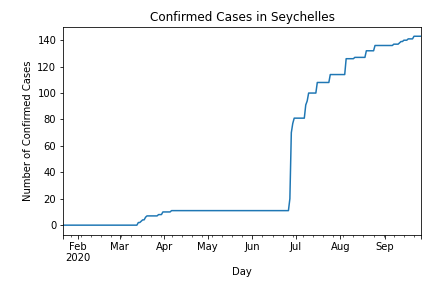 Confirmed Cases in Seychelles
Number of Confirmed Cases
140
120
100
80
60
40
20
0
Feb Mar Apr May Jun Jul Aug Sep
2020
Day